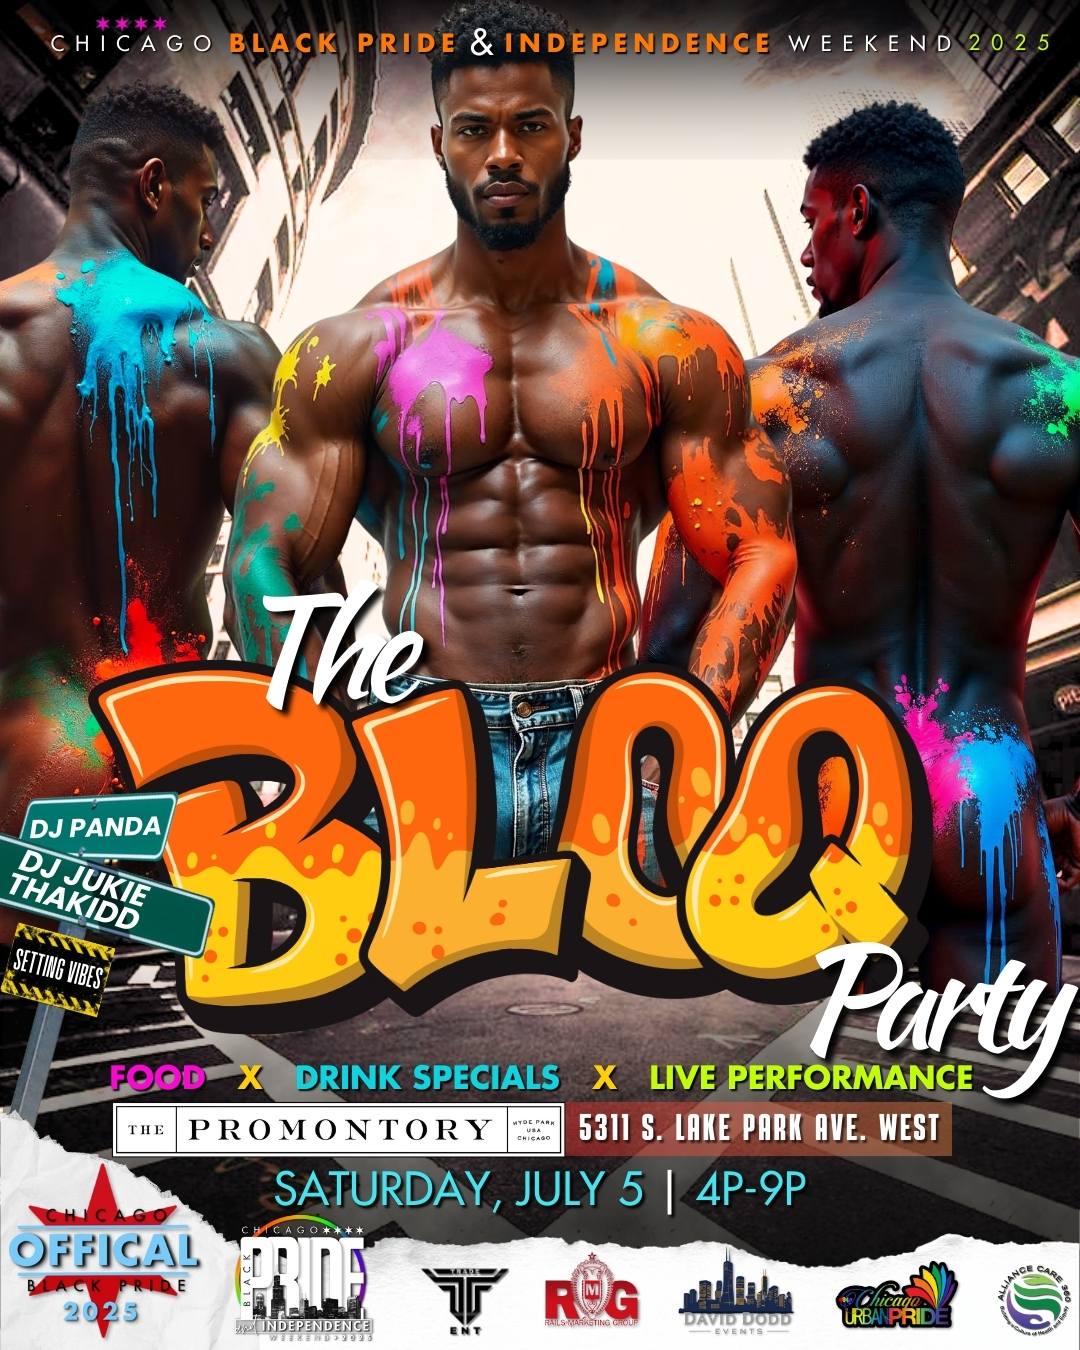 CHICAGO BLACK PRIDE & INDEPENDENCE WEEKEND 2025
The
BLOQ
Party
DJ PANDA
DJ JUKIE
THAKIDD
SETTING VIBES
FOOD X DRINK SPECIALS X LIVE PERFORMANCE
THE PROMONTORY HYDE PARK
USA
CHICAGO
5311 S. LAKE PARK AVE. WEST
SATURDAY, JULY 5 | 4P-9P
CHICAGO
OFFICAL
BLACK PRIDE
2025
CHICAGO
BLACK
PRIDE
and INDEPENDENCE
WEEKEND 2025
TRADE
ENT
RMG
RAILS MARKETING GROUP
DAVID DODD
EVENTS
Chicago
URBAN PRIDE
ALLIANCE CARE 360